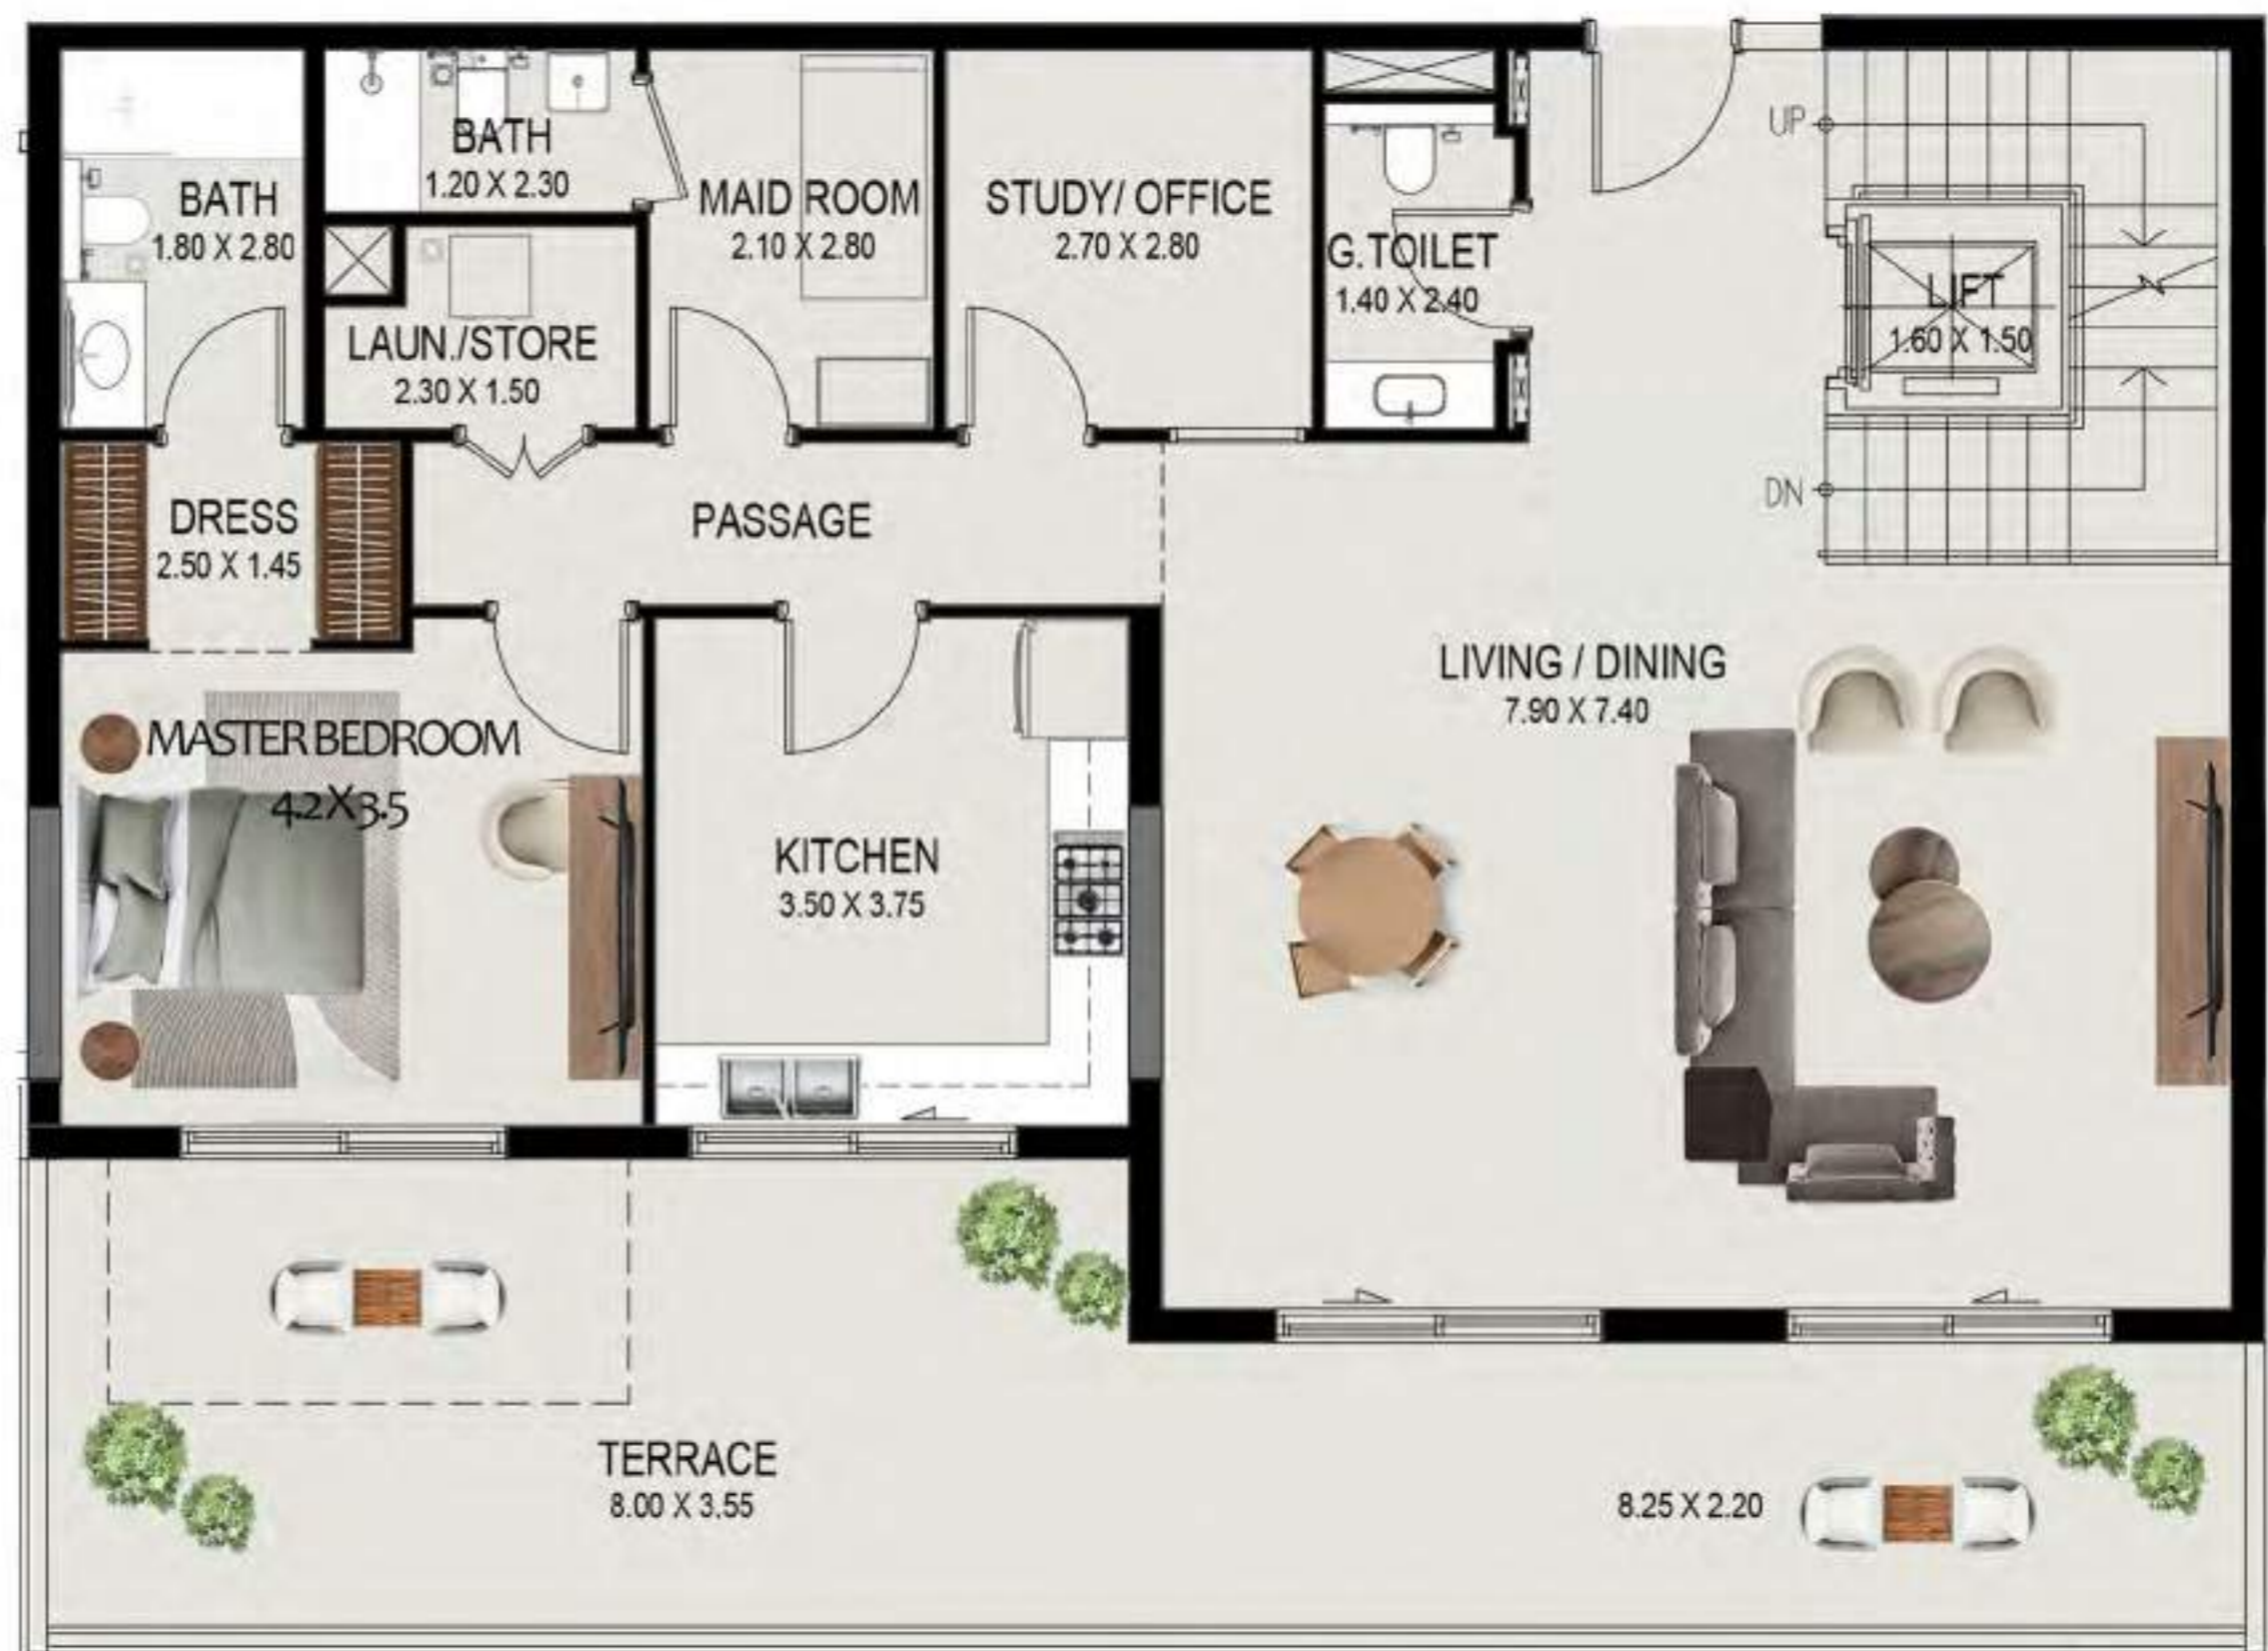 BATH
1.80 X 2.80
BATH
1.20 X 2.30
MAID ROOM
2.10 X 2.80
STUDY/ OFFICE
2.70 X 2.80
G.TOILET
1.40 X 2.40
UP
LIFT
1.60 X 1.50
DN
LAUN./STORE
2.30 X 1.50
DRESS
2.50 X 1.45
PASSAGE
LIVING / DINING
7.90 X 7.40
MASTER BEDROOM
4.2X3.5
KITCHEN
3.50 X 3.75
TERRACE
8.00 X 3.55
8.25 X 2.20